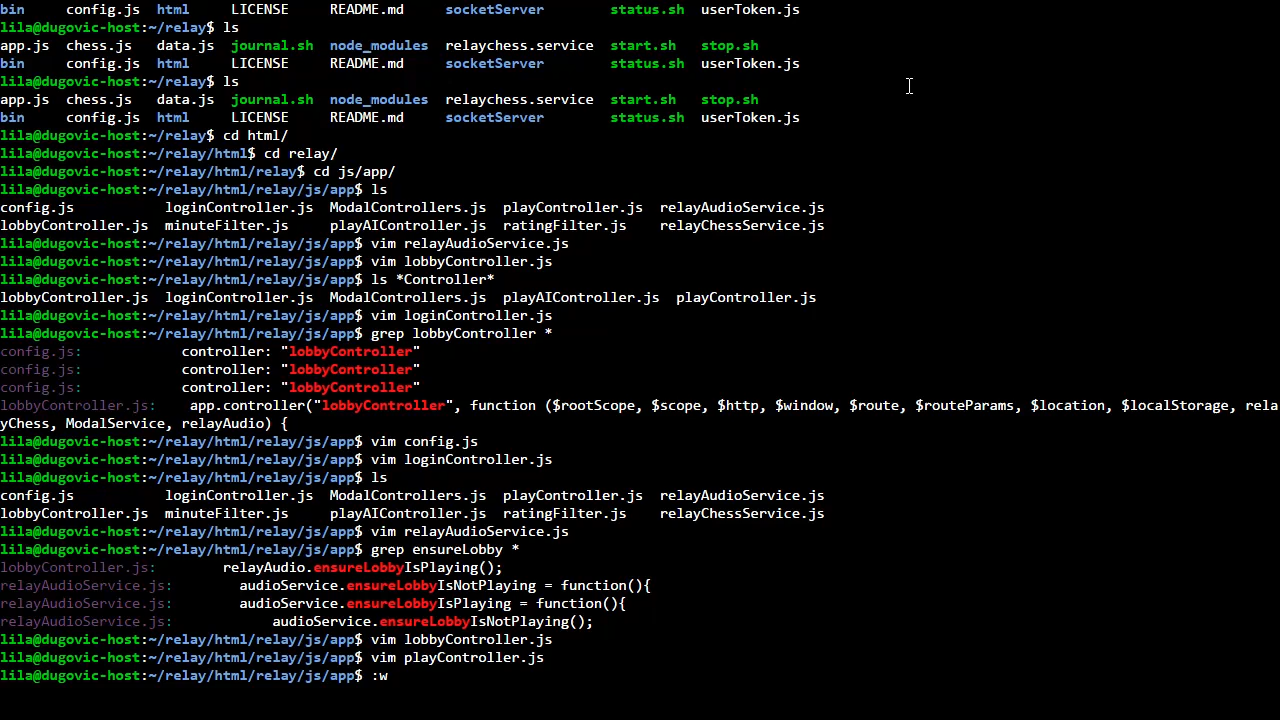 bin     config.js  html     LICENSE     README.md     socketServer        status.sh  userToken.js
lila@dugovic-host:~/relay$ ls
app.js  chess.js  data.js  journal.sh  node_modules  relaychess.service  start.sh  stop.sh
bin     config.js  html     LICENSE     README.md     socketServer        status.sh  userToken.js
lila@dugovic-host:~/relay$ ls
app.js  chess.js  data.js  journal.sh  node_modules  relaychess.service  start.sh  stop.sh
bin     config.js  html     LICENSE     README.md     socketServer        status.sh  userToken.js
lila@dugovic-host:~/relay$ cd html/
lila@dugovic-host:~/relay/html$ cd relay/
lila@dugovic-host:~/relay/html/relay$ cd js/app/
lila@dugovic-host:~/relay/html/relay/js/app$ ls
config.js           loginController.js  ModalControllers.js  playController.js  relayAudioService.js
lobbyController.js  minuteFilter.js     playAIController.js  ratingFilter.js    relayChessService.js
lila@dugovic-host:~/relay/html/relay/js/app$ vim relayAudioService.js
lila@dugovic-host:~/relay/html/relay/js/app$ vim lobbyController.js
lila@dugovic-host:~/relay/html/relay/js/app$ ls *Controller*
lobbyController.js  loginController.js  ModalControllers.js  playAIController.js  playController.js
lila@dugovic-host:~/relay/html/relay/js/app$ vim loginController.js
lila@dugovic-host:~/relay/html/relay/js/app$ grep lobbyController *
config.js:            controller: "lobbyController"
config.js:            controller: "lobbyController"
config.js:            controller: "lobbyController"
lobbyController.js:    app.controller("lobbyController", function ($rootScope, $scope, $http, $window, $route, $routeParams, $location, $localStorage, rela
yChess, ModalService, relayAudio) {
lila@dugovic-host:~/relay/html/relay/js/app$ vim config.js
lila@dugovic-host:~/relay/html/relay/js/app$ vim loginController.js
lila@dugovic-host:~/relay/html/relay/js/app$ ls
config.js           loginController.js  ModalControllers.js  playController.js  relayAudioService.js
lobbyController.js  minuteFilter.js     playAIController.js  ratingFilter.js    relayChessService.js
lila@dugovic-host:~/relay/html/relay/js/app$ vim relayAudioService.js
lila@dugovic-host:~/relay/html/relay/js/app$ grep ensureLobby *
lobbyController.js:        relayAudio.ensureLobbyIsPlaying();
relayAudioService.js:        audioService.ensureLobbyIsNotPlaying = function(){
relayAudioService.js:        audioService.ensureLobbyIsPlaying = function(){
relayAudioService.js:            audioService.ensureLobbyIsNotPlaying();
lila@dugovic-host:~/relay/html/relay/js/app$ vim lobbyController.js
lila@dugovic-host:~/relay/html/relay/js/app$ vim playController.js
lila@dugovic-host:~/relay/html/relay/js/app$ :w